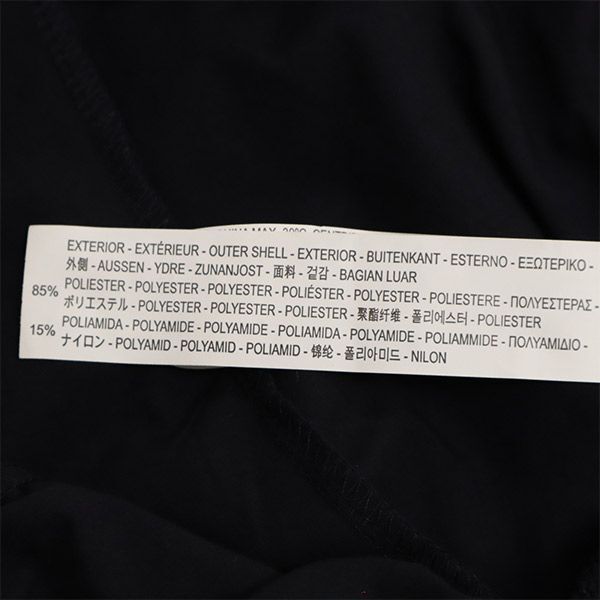 EXTERIOR - EXTÉRIEUR - OUTER SHELL - EXTERIOR - BUITENKANT - ESTERNO - ΕΞΩΤΕΡΙΚΟ -
外側 - AUSSEN - YDRE - ZUNANJOST - 面料 - 겉감 - BAGIAN LUAR
85% POLIESTER - POLYESTER - POLYESTER - POLIÉSTER - POLYESTER - POLIESTERE - ΠΟΛΥΕΣΤΕΡΑΣ -
ポリエステル - POLYESTER - POLYESTER - POLIESTER - 聚酯纤维 - 폴리에스터 - POLIESTER
15% POLIAMIDA - POLYAMIDE - POLYAMIDE - POLIAMIDA - POLYAMIDE - POLIAMMIDE - ΠΟΛΥΑΜΙΔΙΟ -
ナイロン - POLYAMID - POLYAMID - POLIAMID - 锦纶 - 폴리아미드 - NILON